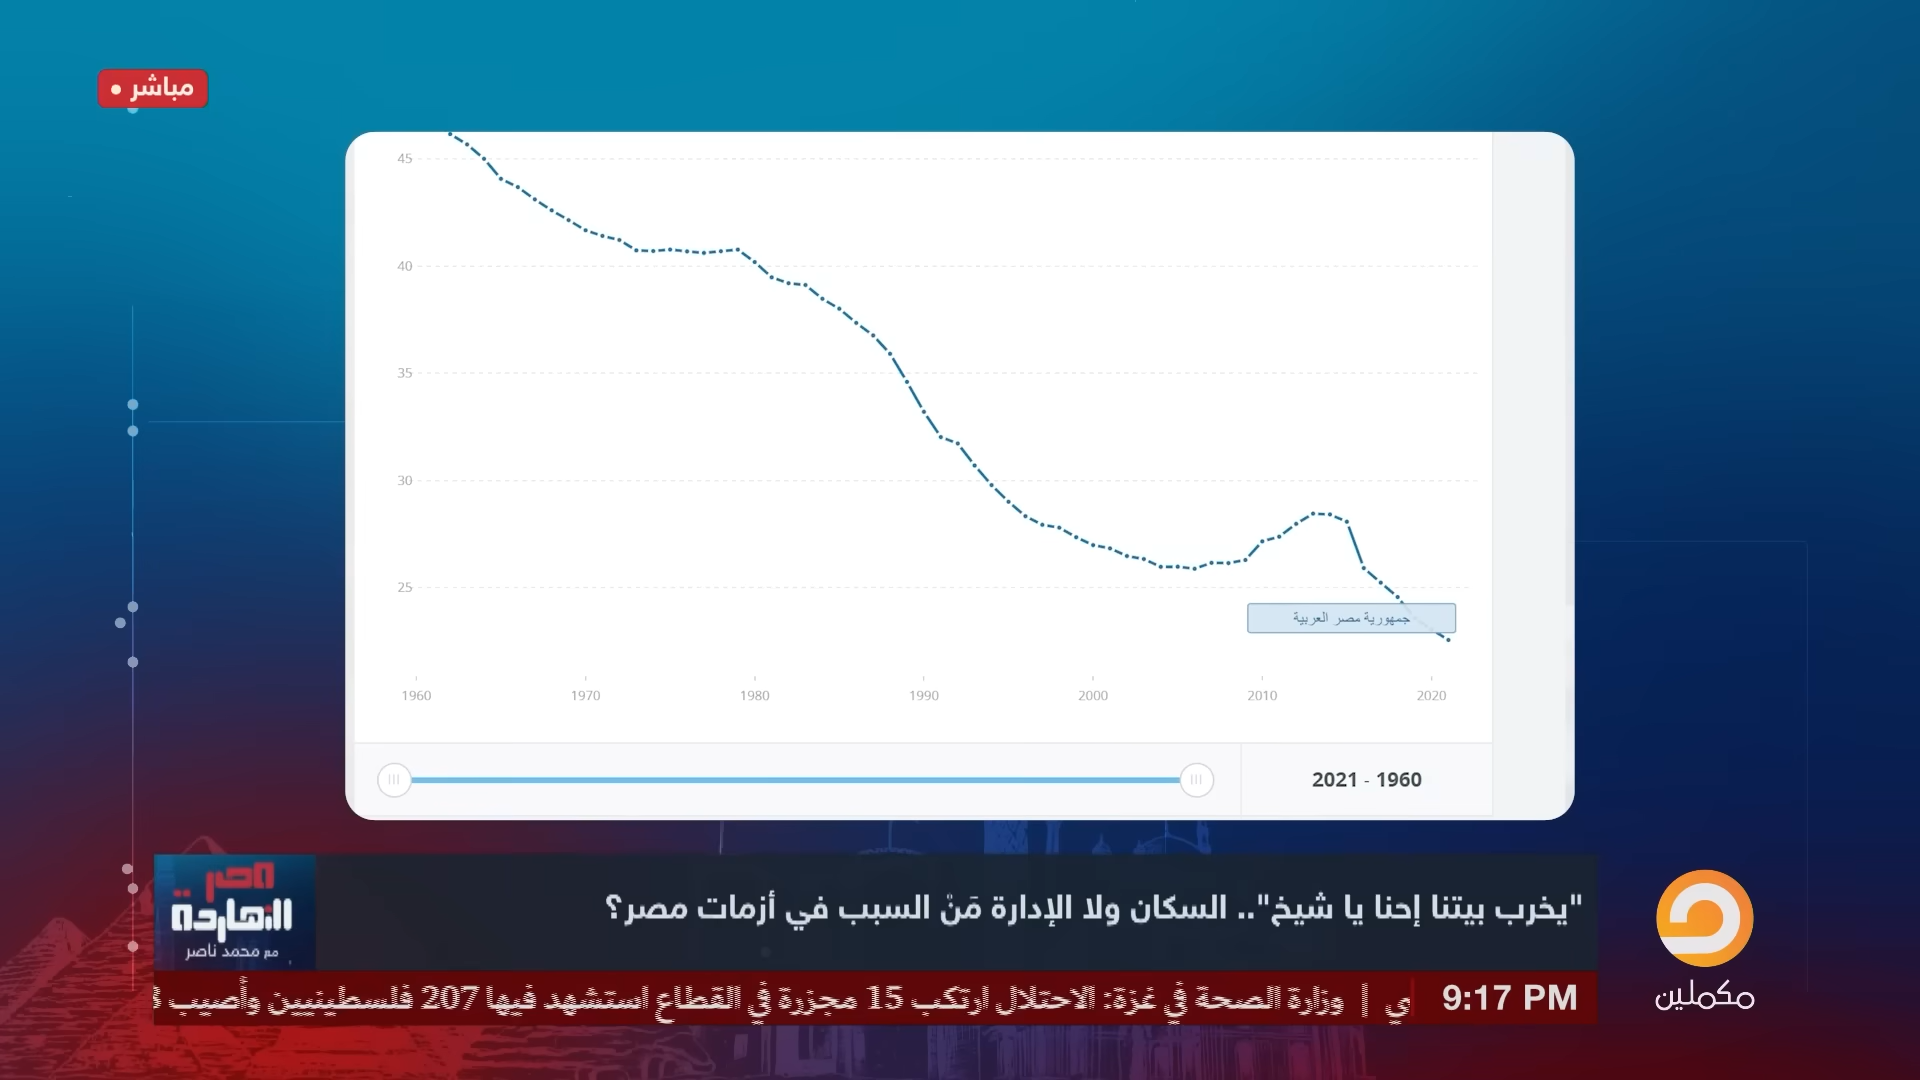 مباشر
45
40
35
30
25
جمهورية مصر العربية
1960
1970
1980
1990
2000
2010
2020
2021 - 1960
"يخرب بيتنا إحنا يا شيخ".. السكان ولا الإدارة مَنْ السبب في أزمات مصر؟
مصر
النهاردة
مع محمد ناصر
9:17 PM
ي | وزارة الصحة في غزة: الاحتلال ارتكب 15 مجزرة في القطاع استشهد فيها 207 فلسطينيين وأصيب
مكملين